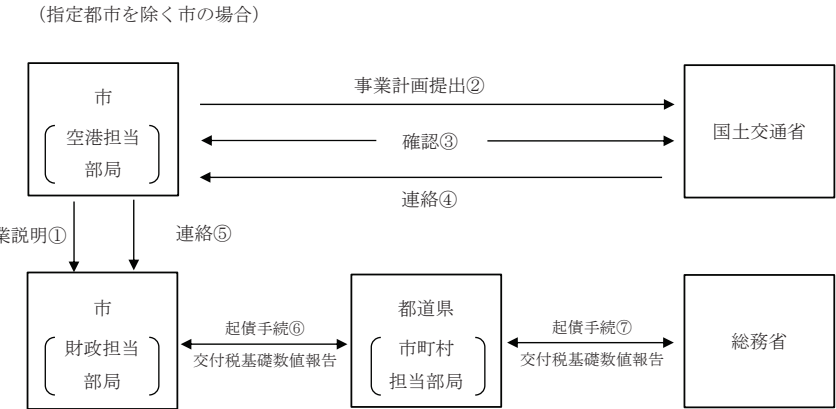 （指定都市を除く市の場合）
市
空港担当
部局
事業計画提出②
確認③
連絡④
国土交通省
業説明①
連絡⑤
市
財政担当
部局
起債手続⑥
交付税基礎数値報告
都道県
市町村
担当部局
起債手続⑦
交付税基礎数値報告
総務省